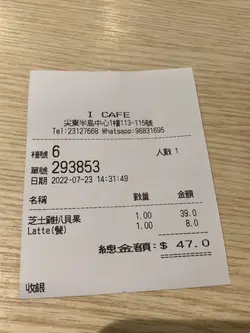 I CAFE
尖東半島中心1樓113-115號
Tel:23127668 Whatsapp:96831695
檯號 6 人數 1
單號 293853
日期 2022-07-23 14:31:49
名稱 數量 金額
芝士雞扒貝果 1.00 39.0
Latte(餐) 1.00 8.0
總金額:$ 47.0
收銀